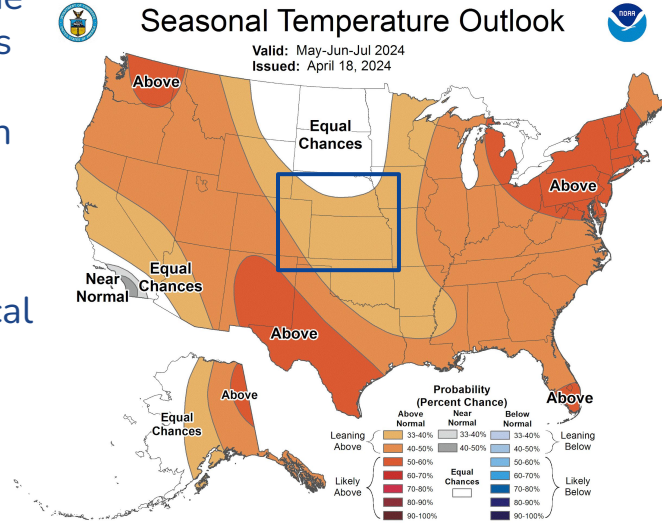 s
n
cal
Seasonal Temperature Outlook
NOAA
Valid: May-Jun-Jul 2024
Issued: April 18, 2024
Above
Equal
Chances
Above
Near
Normal
Equal
Chances
Above
Above
Equal
Chances
Above
Probability
(Percent Chance)
Above
Normal
Near
Normal
Below
Normal
Leaning
Above
33-40%
40-50%
33-40%
40-50%
33-40%
40-50%
Leaning
Below
Likely
Above
50-60%
60-70%
70-80%
80-90%
90-100%
Equal
Chances
50-60%
60-70%
70-80%
80-90%
90-100%
Likely
Below